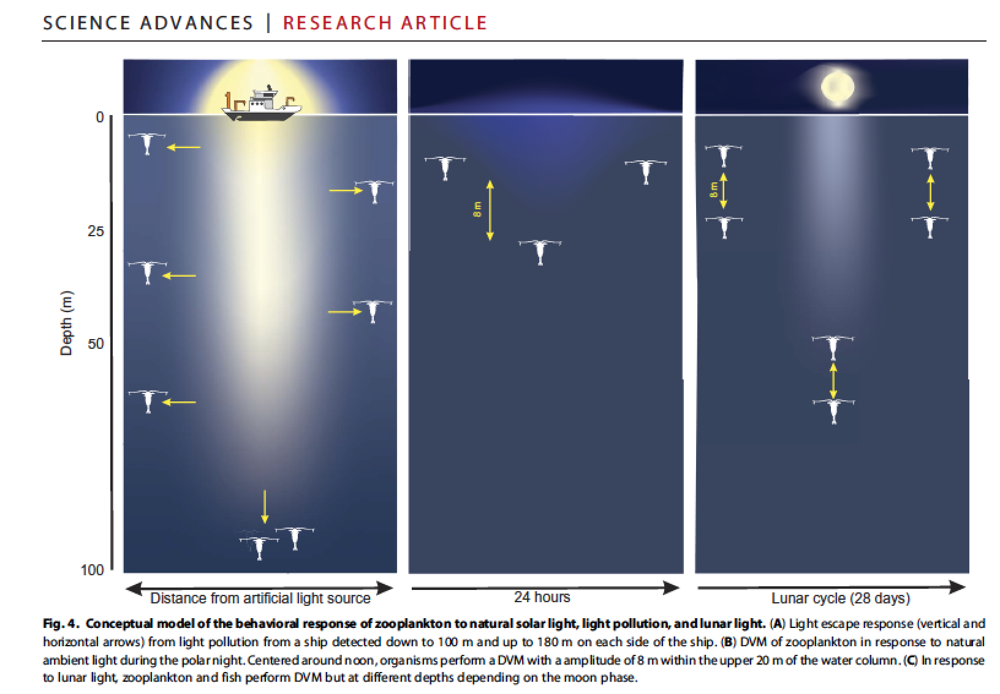 SCIENCE ADVANCES | RESEARCH ARTICLE
0
25
50
100
Depth (m)
8 m
8 m
Distance from artificial light source
24 hours
Lunar cycle (28 days)
Fig. 4. Conceptual model of the behavioral response of zooplankton to natural solar light, light pollution, and lunar light. (A) Light escape response (vertical and
horizontal arrows) from light pollution from a ship detected down to 100 m and up to 180 m on each side of the ship. (B) DVM of zooplankton in response to natural
ambient light during the polar night. Centered around noon, organisms perform a DVM with a amplitude of 8 m within the upper 20 m of the water column. (C) In response
to lunar light, zooplankton and fish perform DVM but at different depths depending on the moon phase.